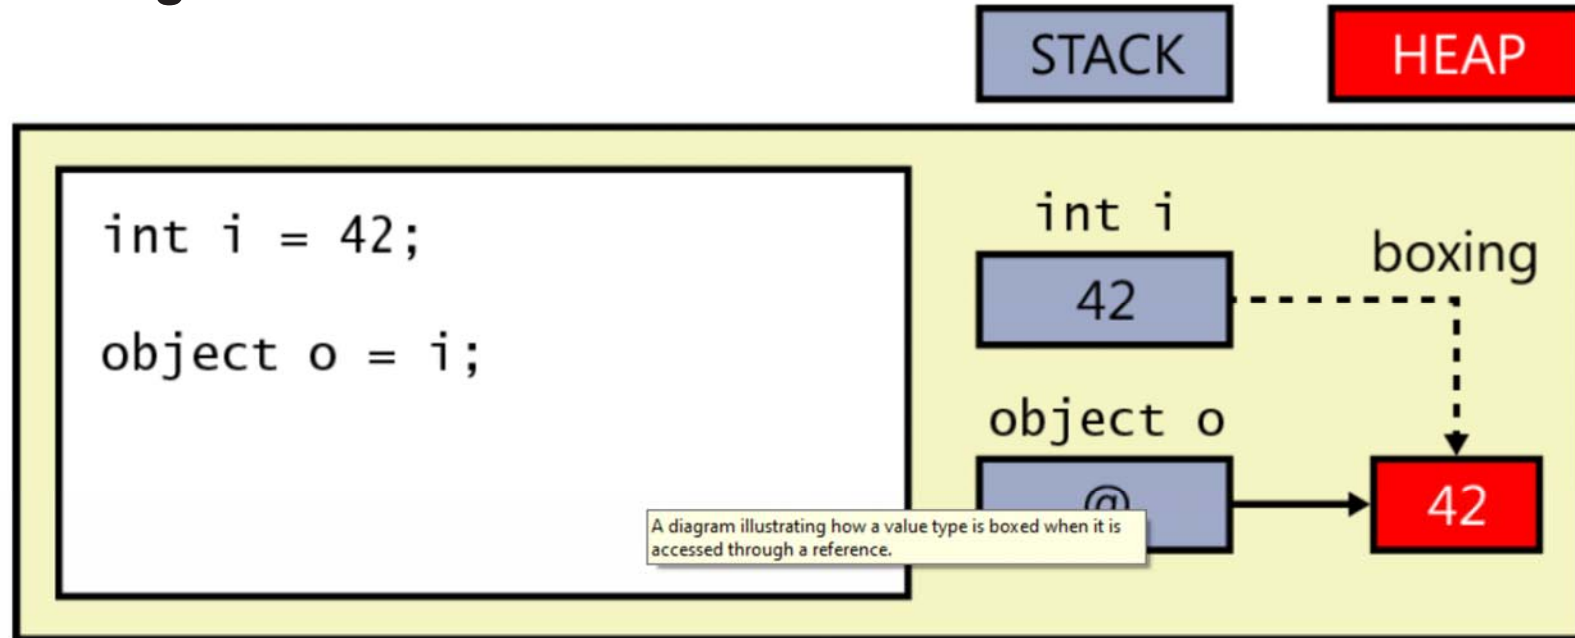 STACK
HEAP
int i = 42;
object o = i;
int i
42
boxing
object o
@
42
A diagram illustrating how a value type is boxed when it is
accessed through a reference.